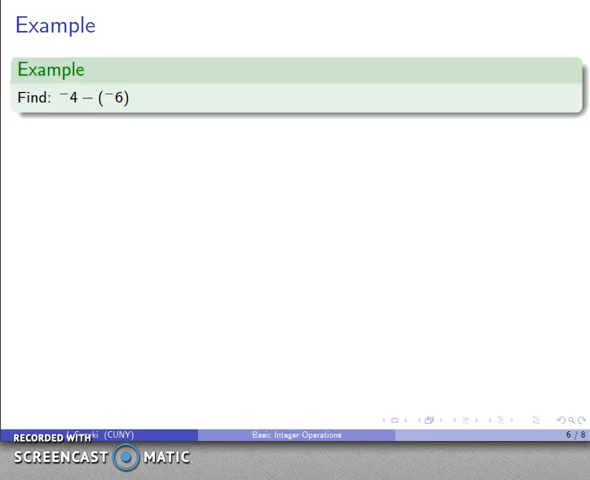 Example
Example
Find: ⁻4 − (⁻6)
(CUNY)
Basic Integer Operations
6 / 8
RECORDED WITH
SCREENCAST MATIC